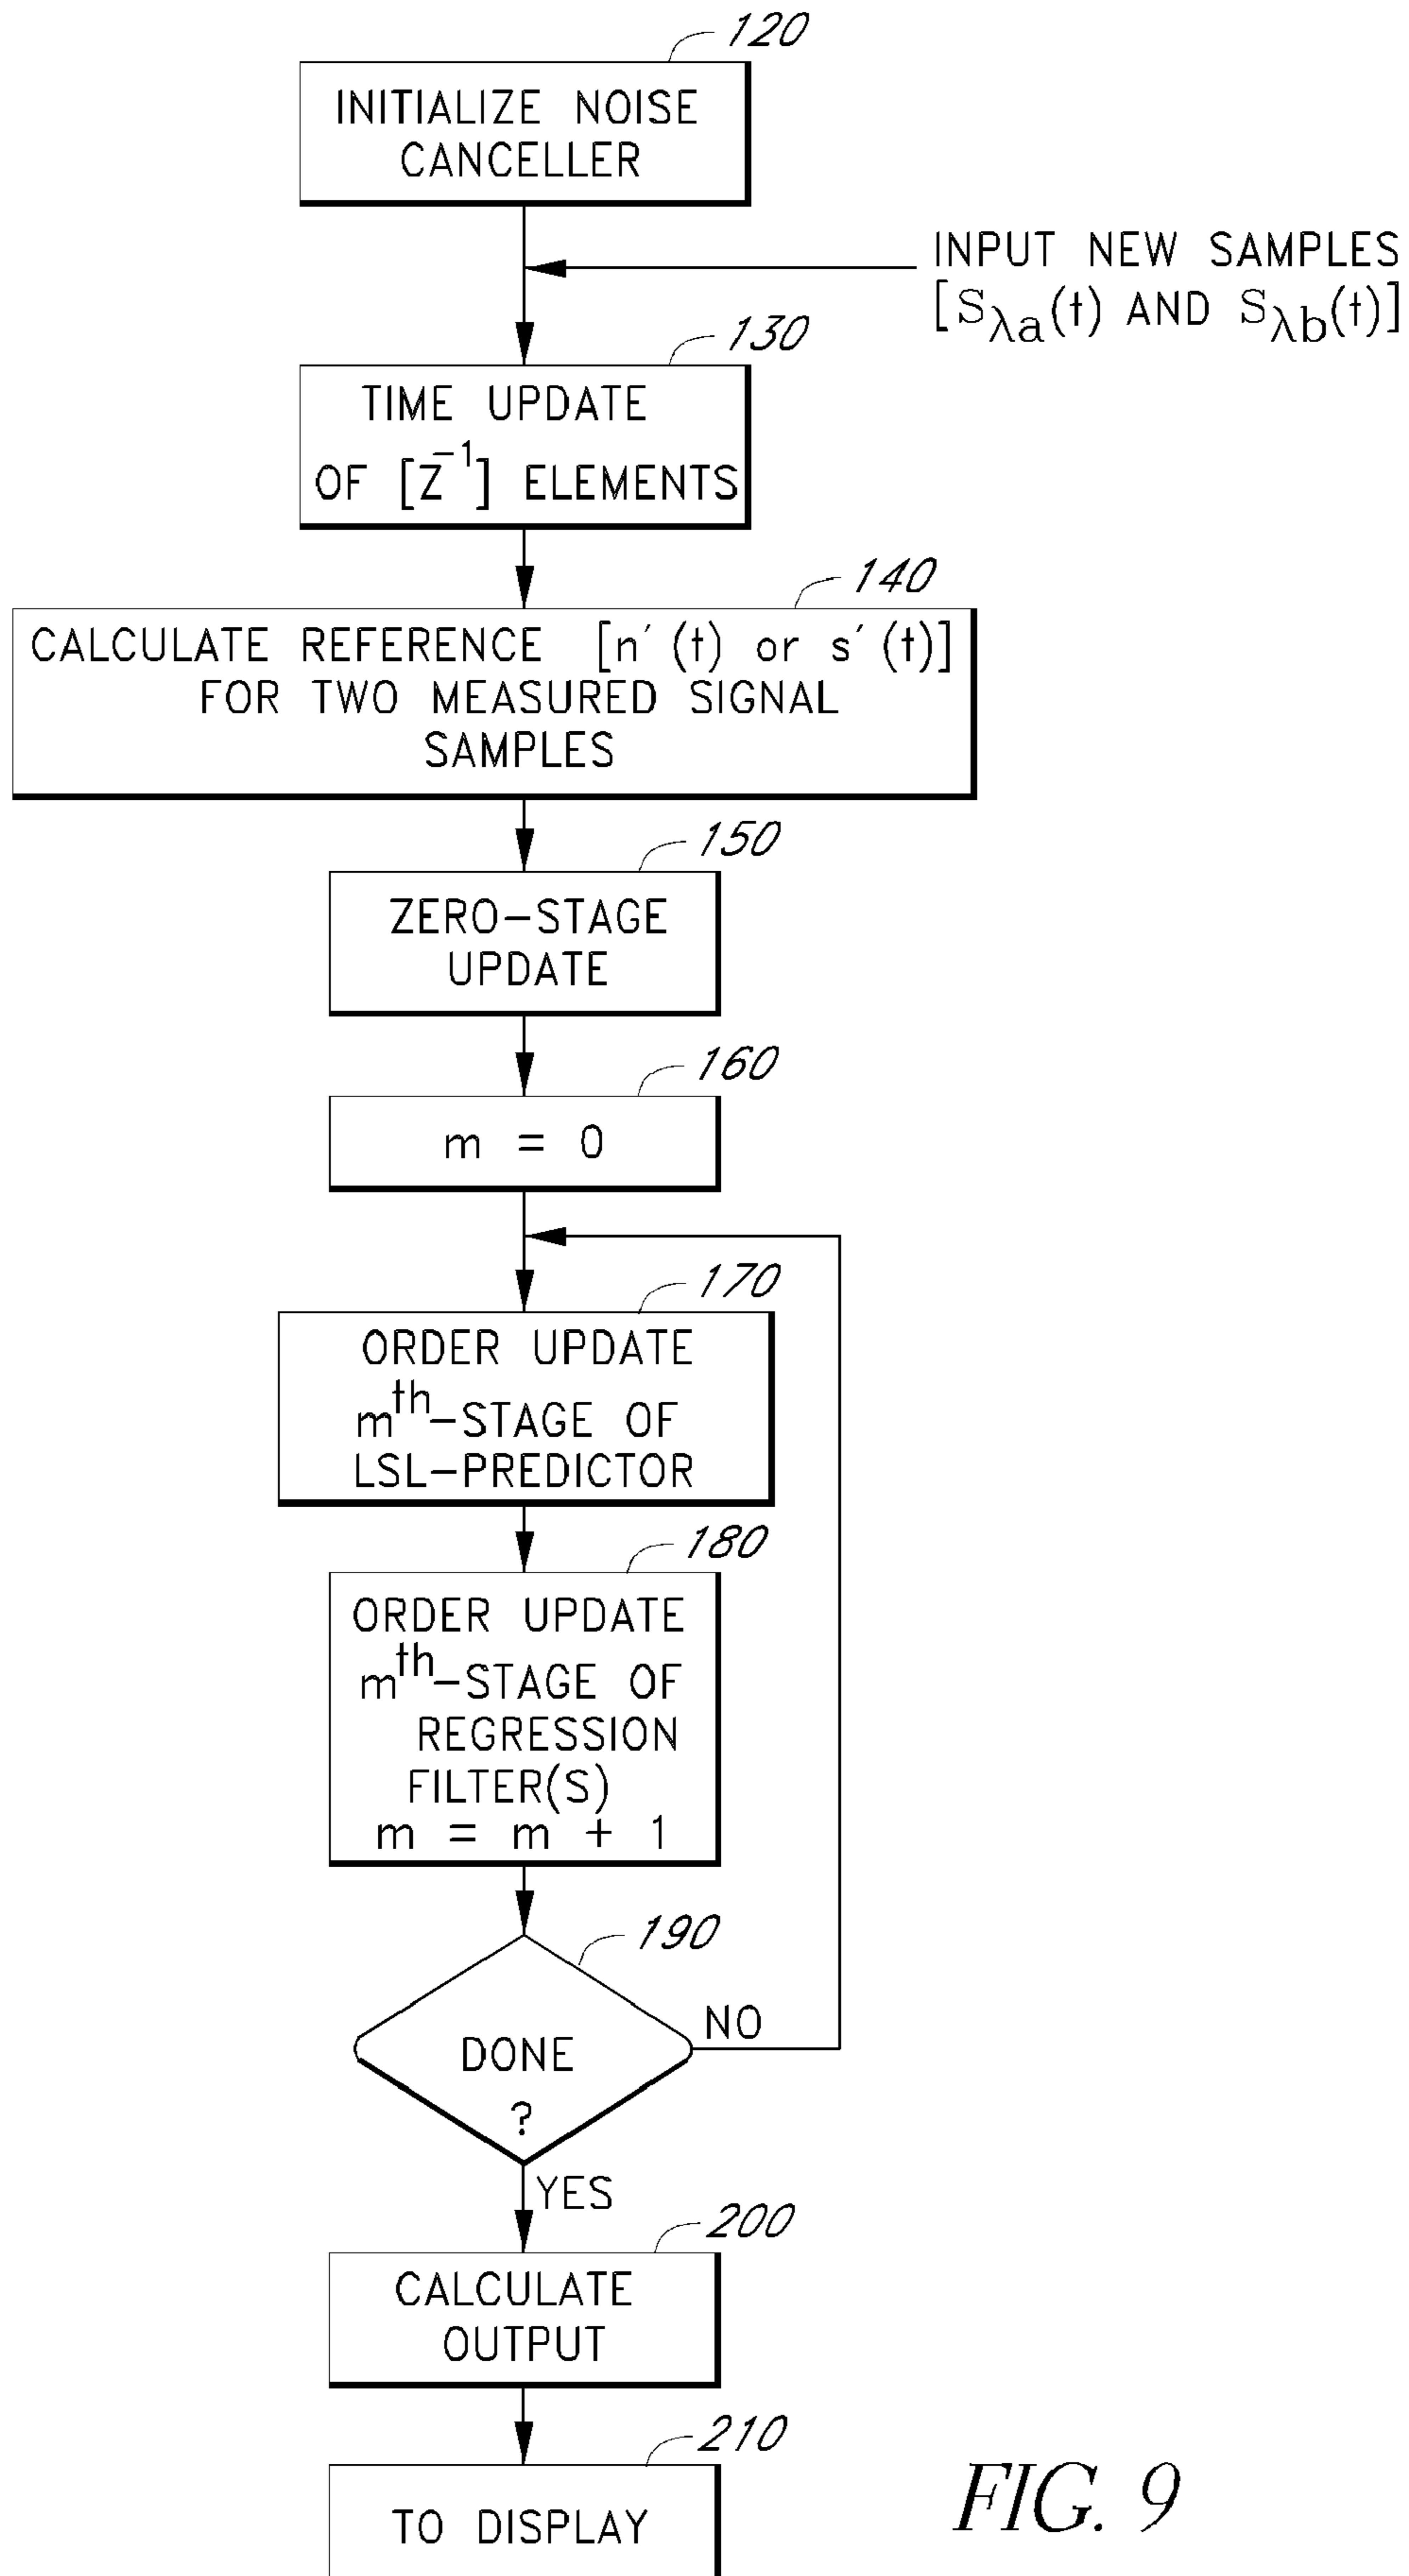 120
INITIALIZE NOISE
CANCELLER
INPUT NEW SAMPLES
[Sλa(t) AND Sλb(t)]
130
TIME UPDATE
OF [Z⁻¹] ELEMENTS
140
CALCULATE REFERENCE [n′(t) or s′(t)]
FOR TWO MEASURED SIGNAL
SAMPLES
150
ZERO-STAGE
UPDATE
160
m = 0
170
ORDER UPDATE
mth-STAGE OF
LSL-PREDICTOR
180
ORDER UPDATE
mth-STAGE OF
REGRESSION
FILTER(S)
m = m + 1
190
NO
DONE
?
YES
200
CALCULATE
OUTPUT
210
TO DISPLAY
FIG. 9